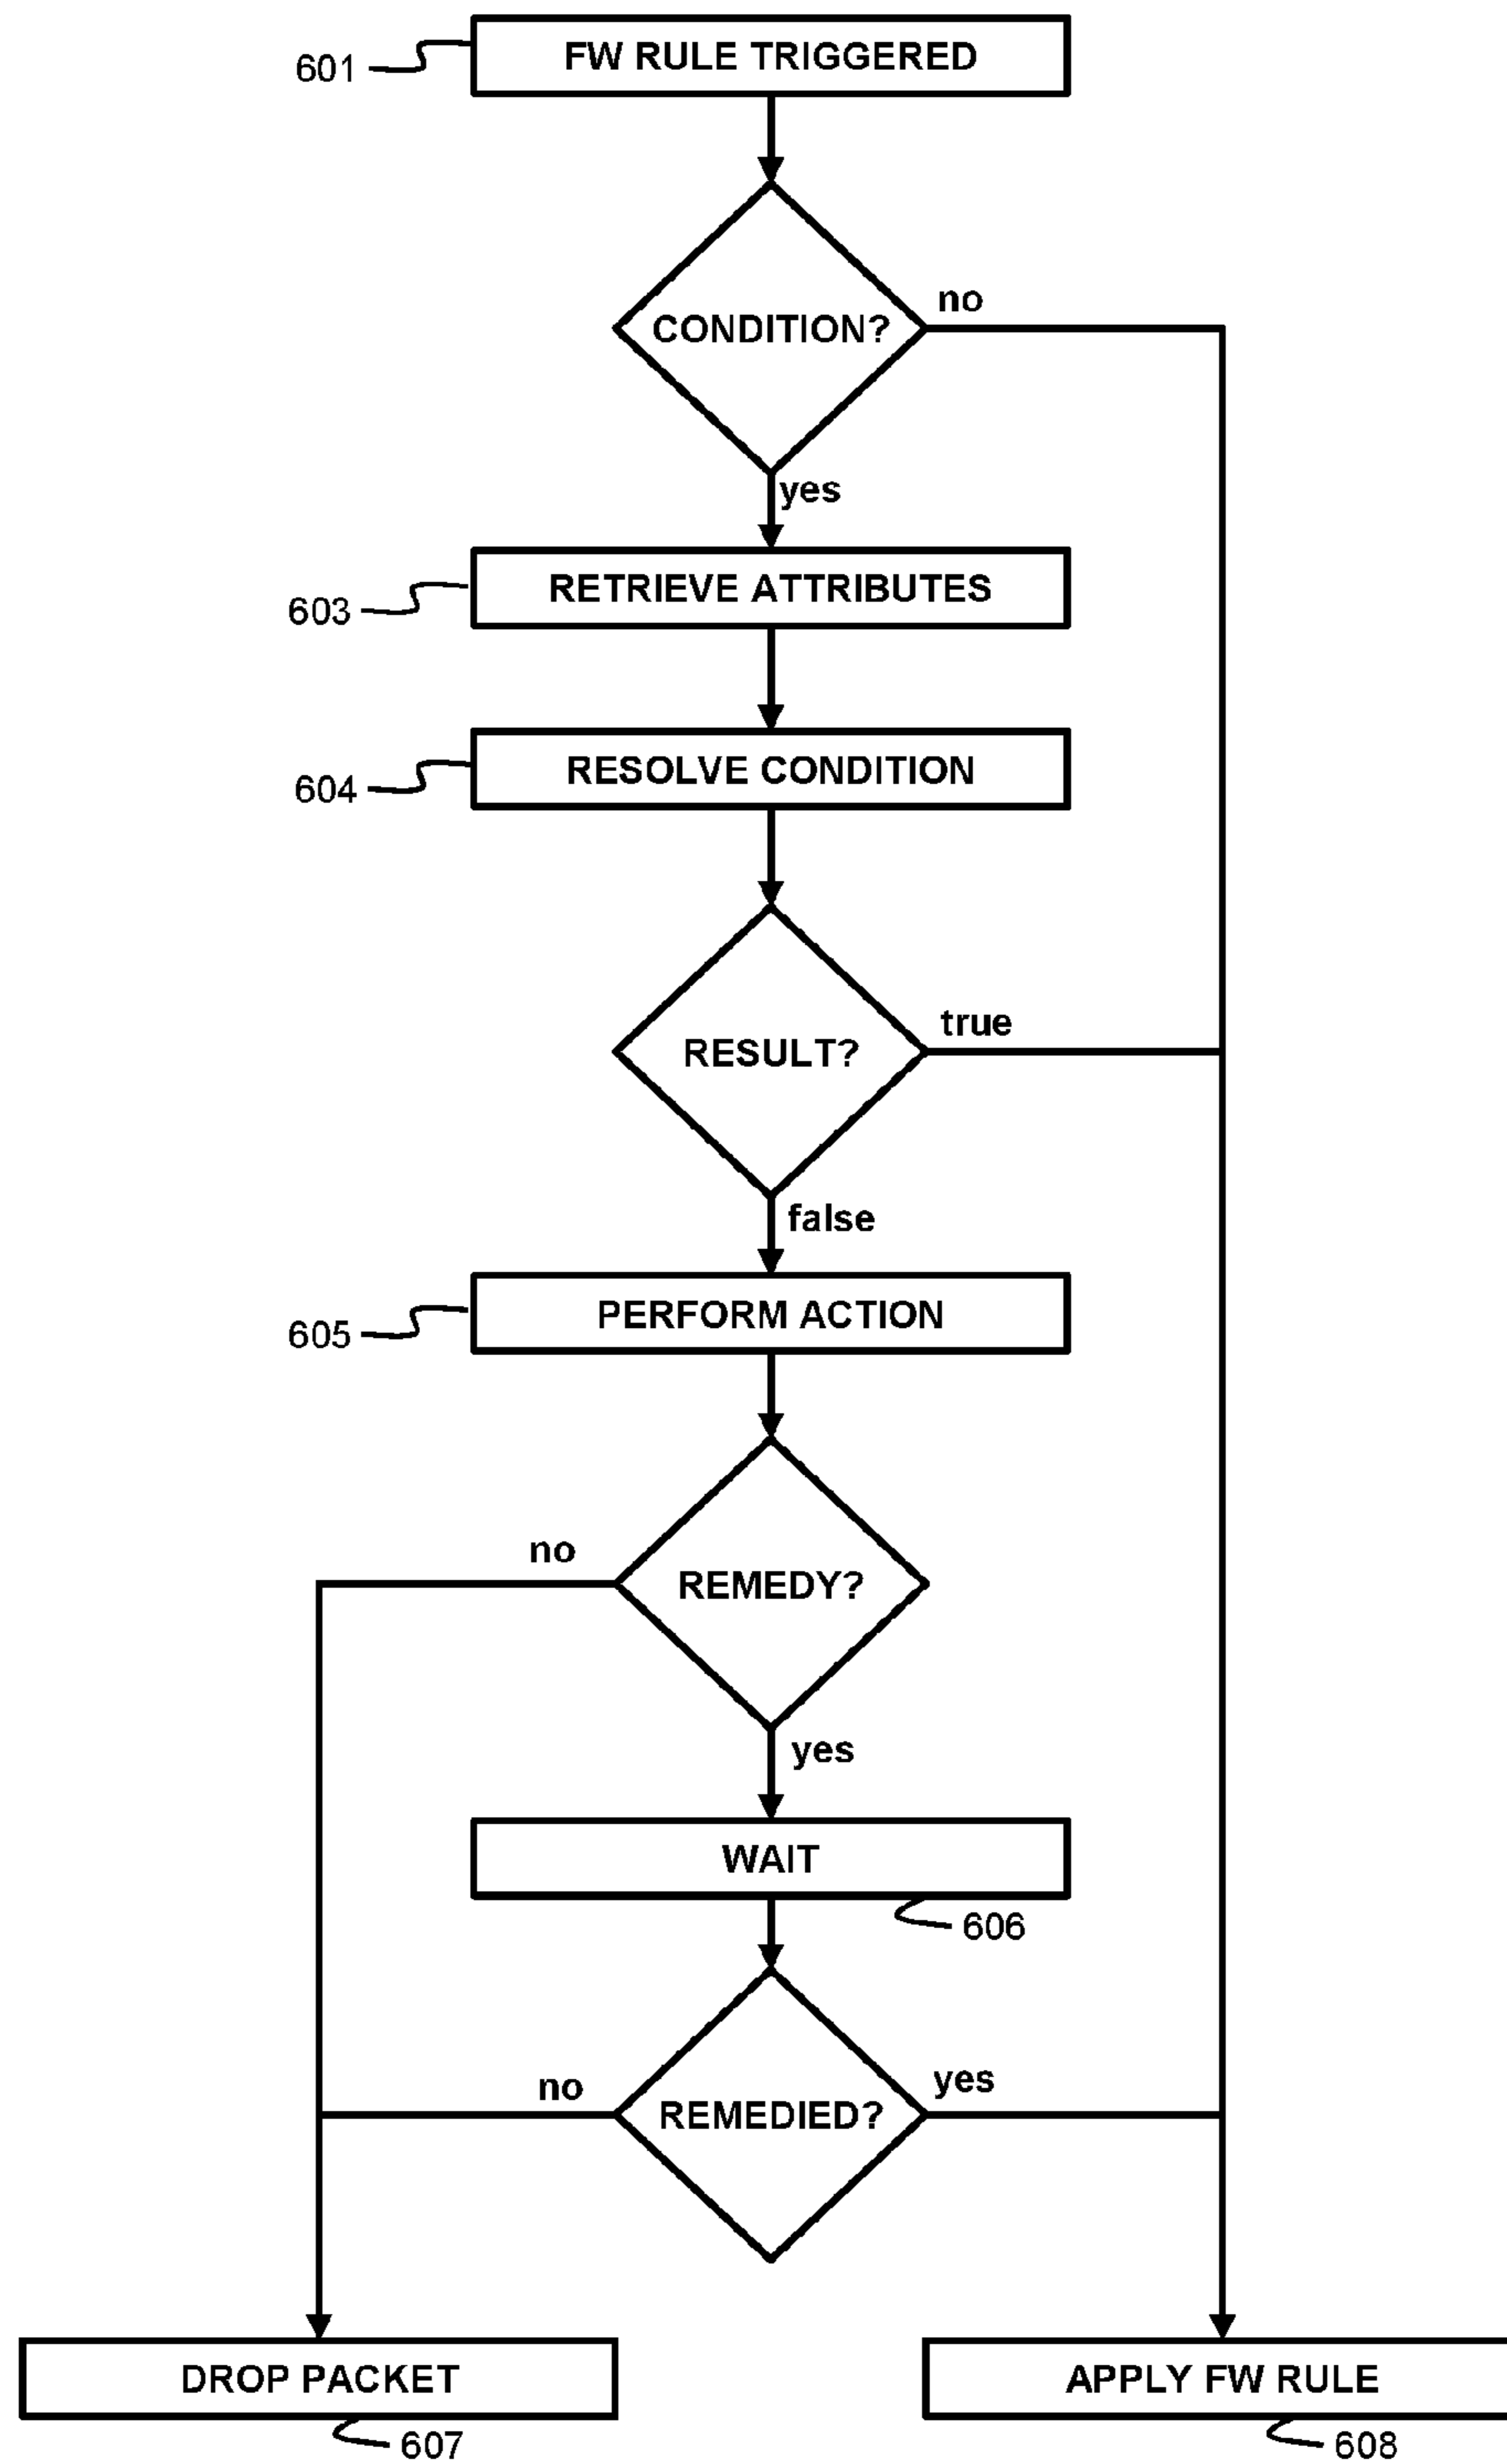 FW RULE TRIGGERED
601
CONDITION?
no
yes
RETRIEVE ATTRIBUTES
603
RESOLVE CONDITION
604
RESULT?
true
false
PERFORM ACTION
605
REMEDY?
no
yes
WAIT
606
REMEDIED?
no
yes
DROP PACKET
607
APPLY FW RULE
608